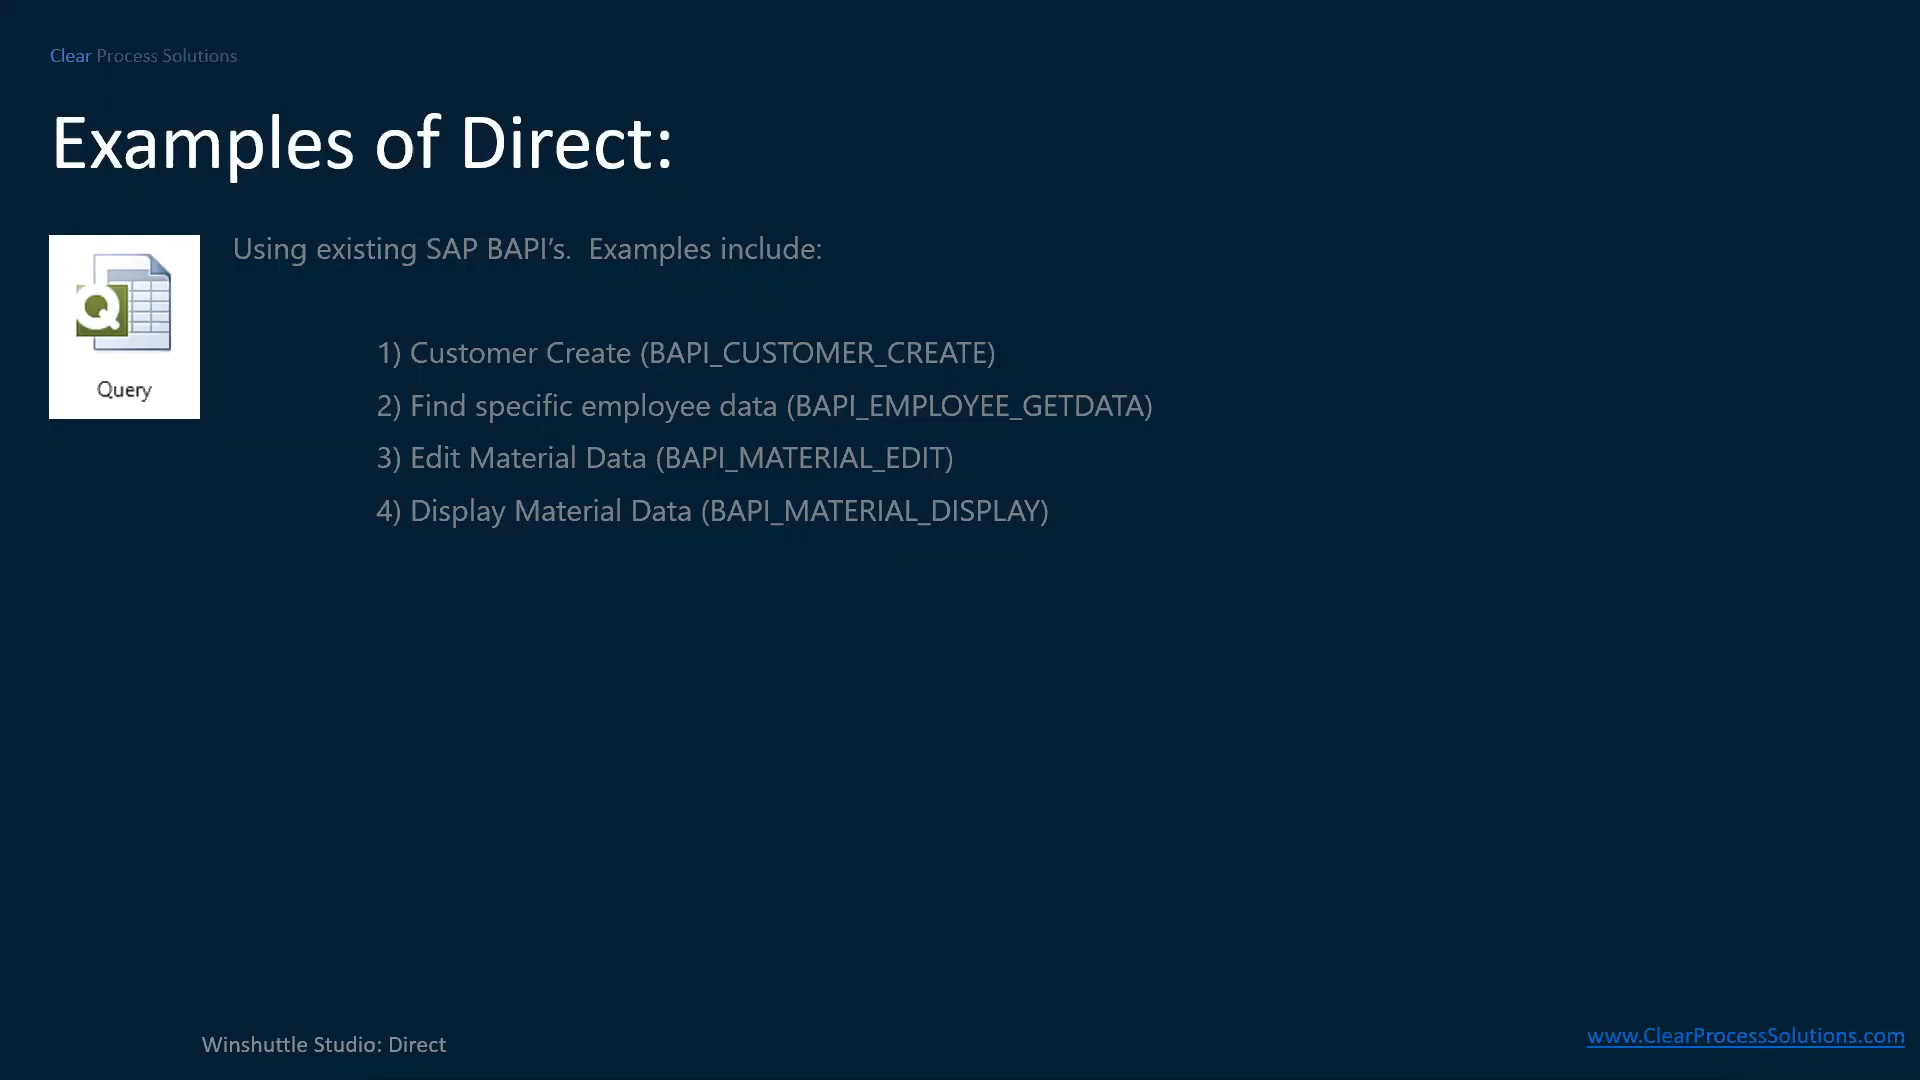 Clear Process Solutions
Examples of Direct:
Using existing SAP BAPI’s.  Examples include:
Query
1) Customer Create (BAPI_CUSTOMER_CREATE)
2) Find specific employee data (BAPI_EMPLOYEE_GETDATA)
3) Edit Material Data (BAPI_MATERIAL_EDIT)
4) Display Material Data (BAPI_MATERIAL_DISPLAY)
Winshuttle Studio: Direct
www.ClearProcessSolutions.com